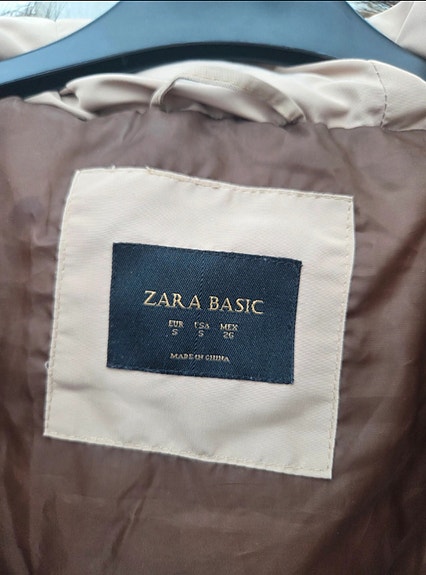 ZARA BASIC
EUR USA MEX
S S 26
MADE IN CHINA